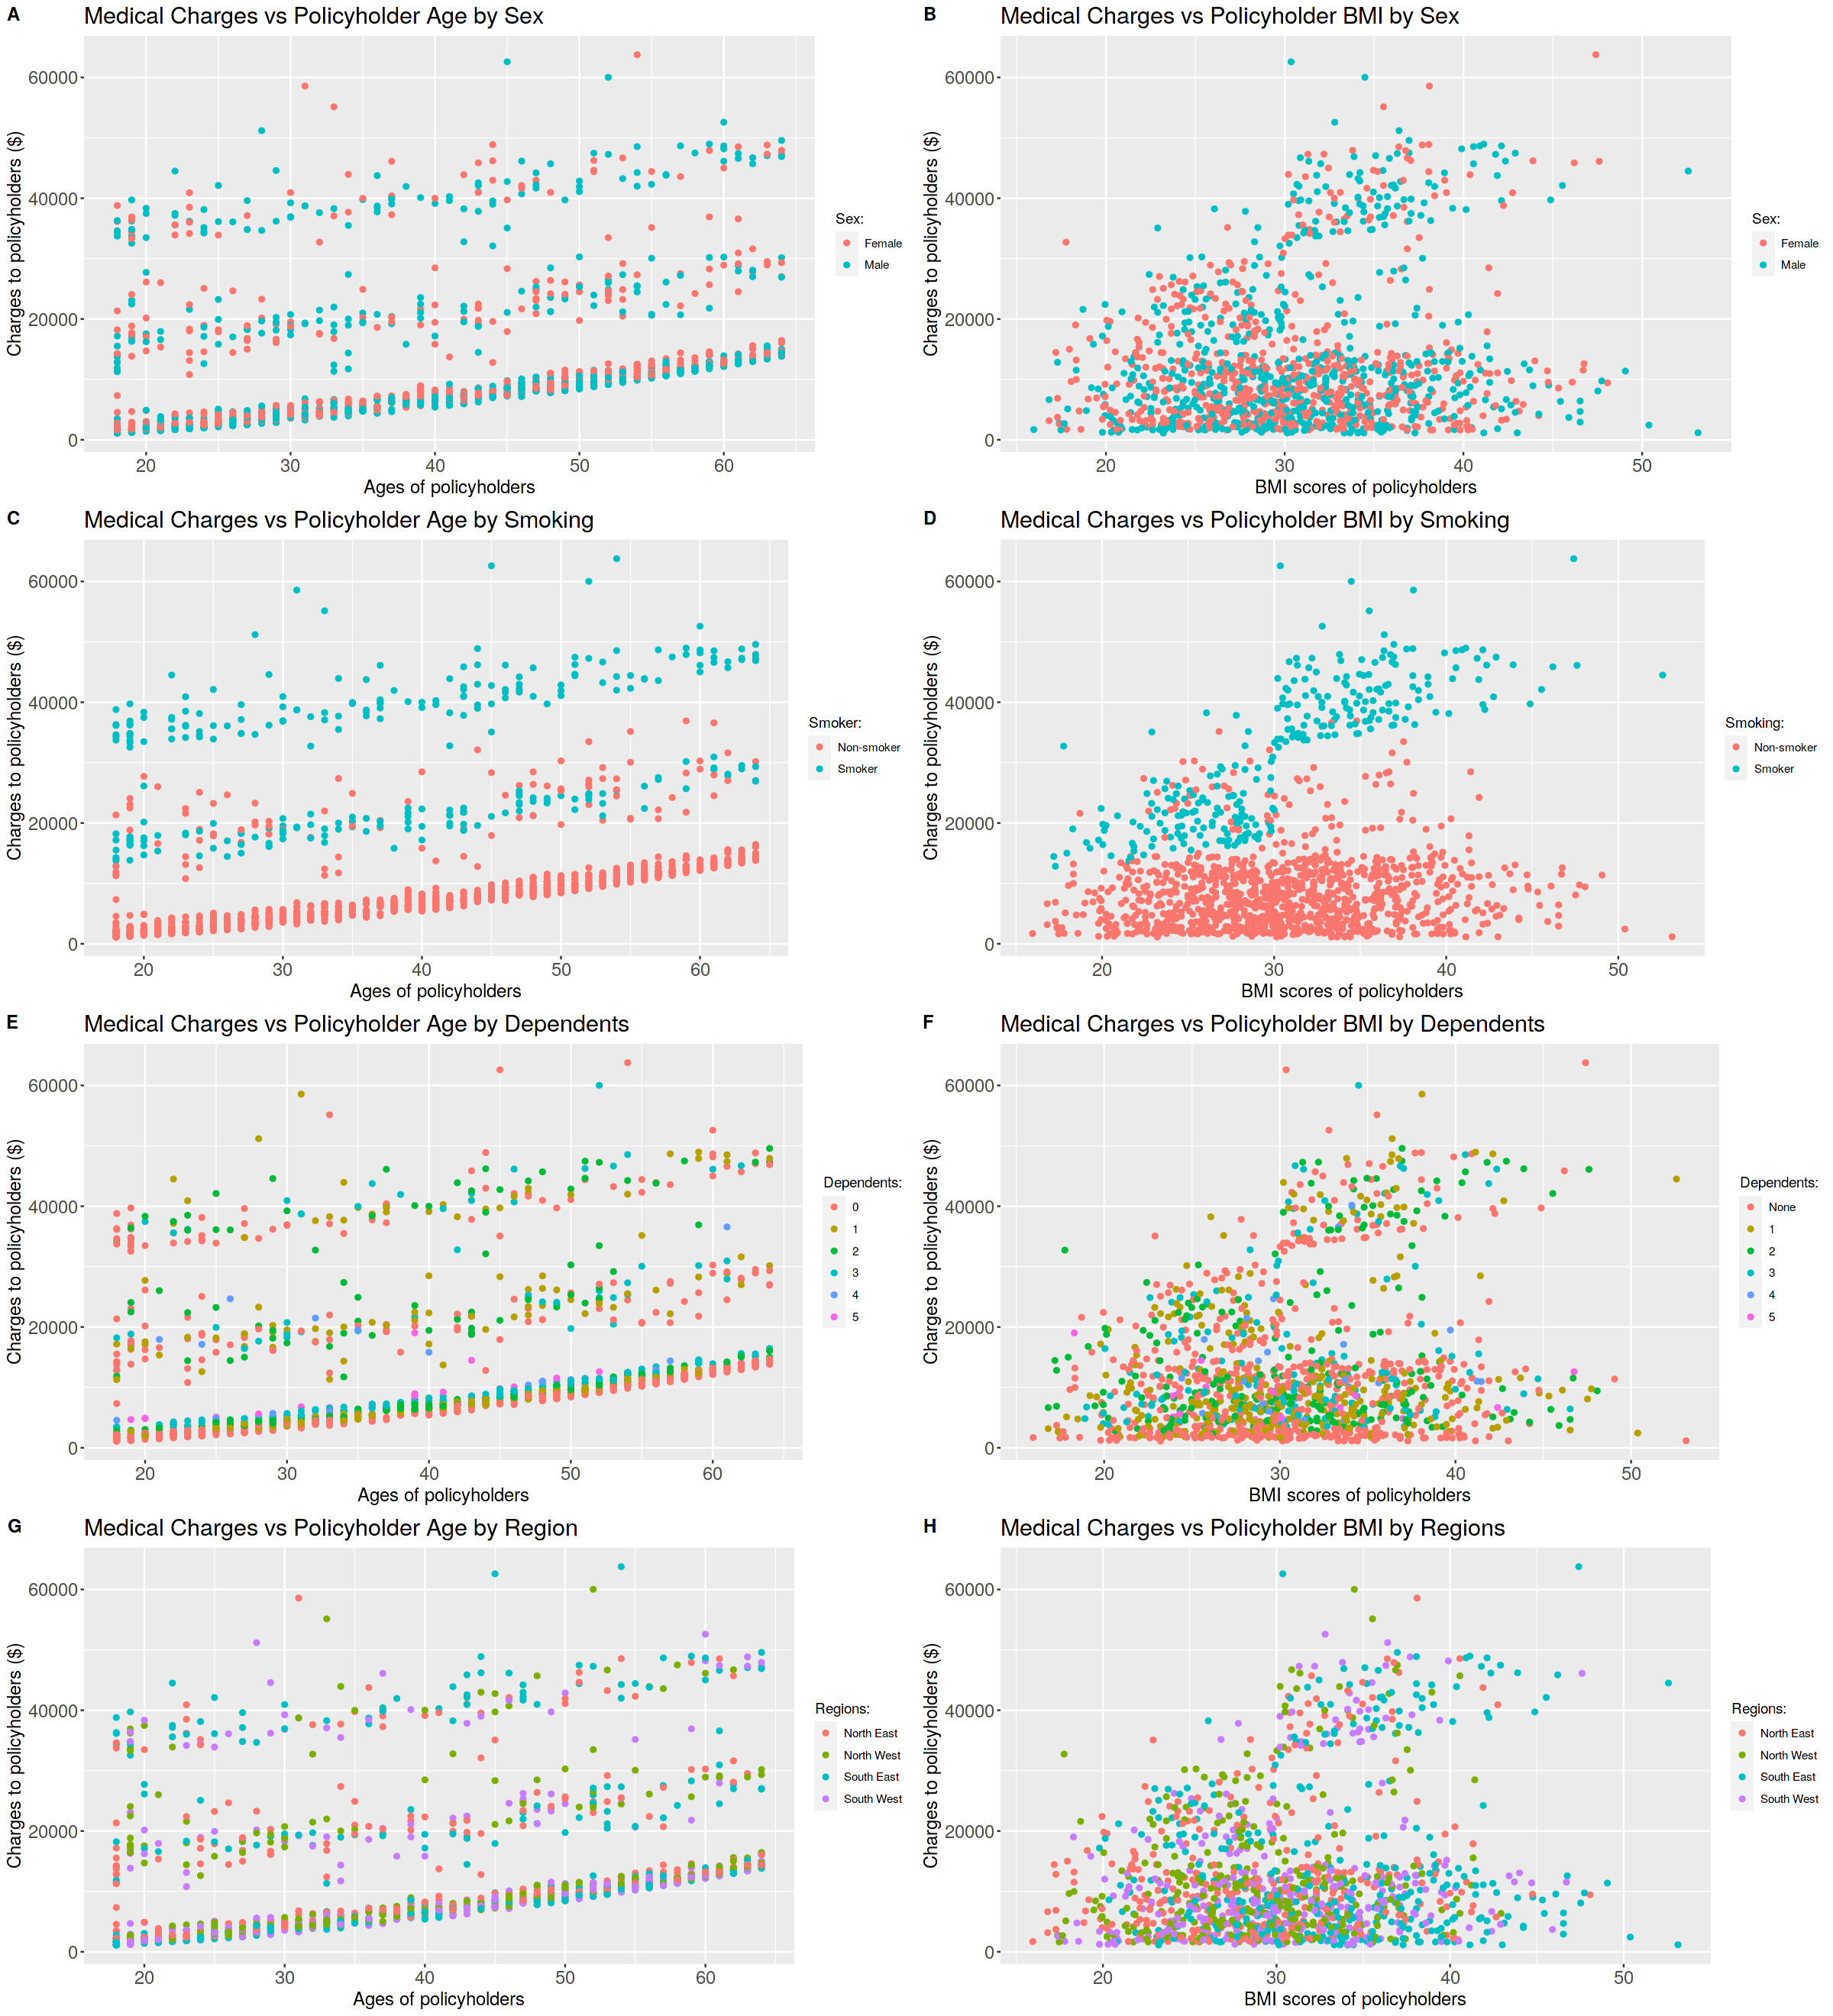 A
Medical Charges vs Policyholder Age by Sex
Charges to policyholders ($)
60000
40000
20000
0
20
30
40
50
60
Ages of policyholders
Sex:
Female
Male
B
Medical Charges vs Policyholder BMI by Sex
Charges to policyholders ($)
60000
40000
20000
0
20
30
40
50
BMI scores of policyholders
Sex:
Female
Male
C
Medical Charges vs Policyholder Age by Smoking
Charges to policyholders ($)
60000
40000
20000
0
20
30
40
50
60
Ages of policyholders
Smoker:
Non-smoker
Smoker
D
Medical Charges vs Policyholder BMI by Smoking
Charges to policyholders ($)
60000
40000
20000
0
20
30
40
50
BMI scores of policyholders
Smoking:
Non-smoker
Smoker
E
Medical Charges vs Policyholder Age by Dependents
Charges to policyholders ($)
60000
40000
20000
0
20
30
40
50
60
Ages of policyholders
Dependents:
0
1
2
3
4
5
F
Medical Charges vs Policyholder BMI by Dependents
Charges to policyholders ($)
60000
40000
20000
0
20
30
40
50
BMI scores of policyholders
Dependents:
None
1
2
3
4
5
G
Medical Charges vs Policyholder Age by Region
Charges to policyholders ($)
60000
40000
20000
0
20
30
40
50
60
Ages of policyholders
Regions:
North East
North West
South East
South West
H
Medical Charges vs Policyholder BMI by Regions
Charges to policyholders ($)
60000
40000
20000
0
20
30
40
50
BMI scores of policyholders
Regions:
North East
North West
South East
South West